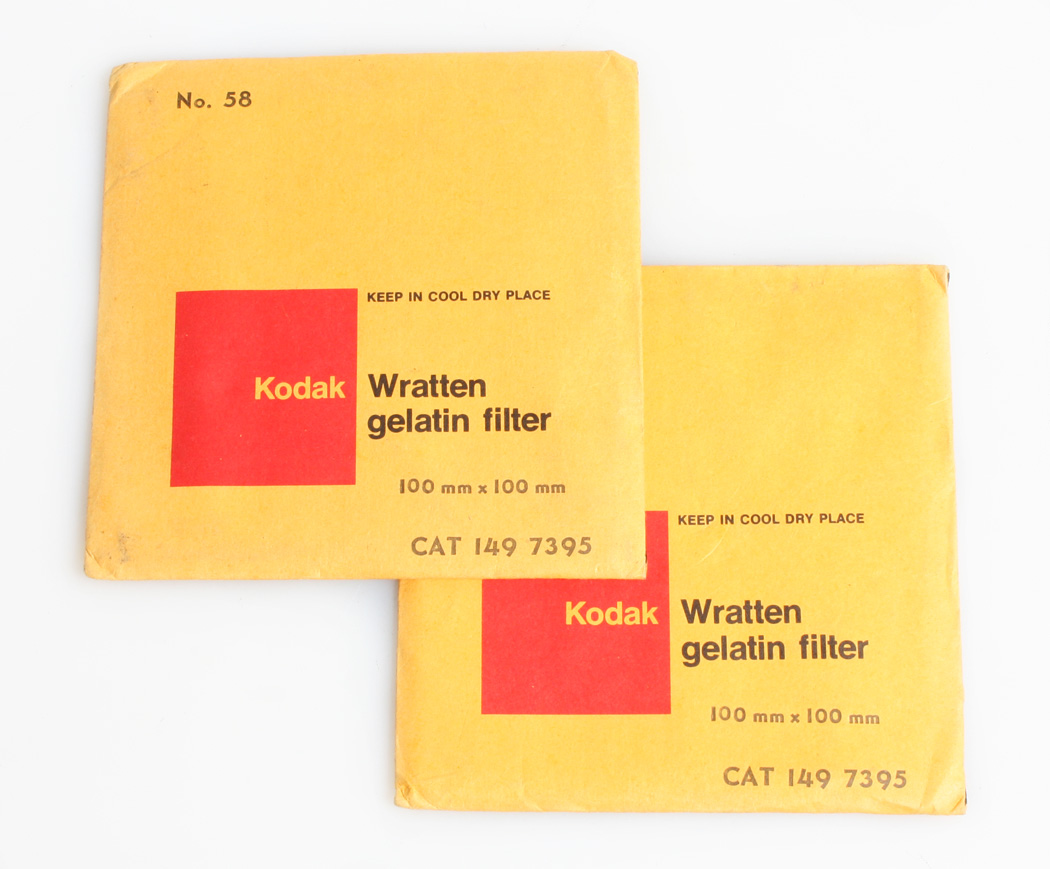 No. 58
KEEP IN COOL DRY PLACE
Kodak Wratten
gelatin filter
100 mm x 100 mm
CAT 149 7395
KEEP IN COOL DRY PLACE
Kodak Wratten
gelatin filter
100 mm x 100 mm
CAT 149 7395